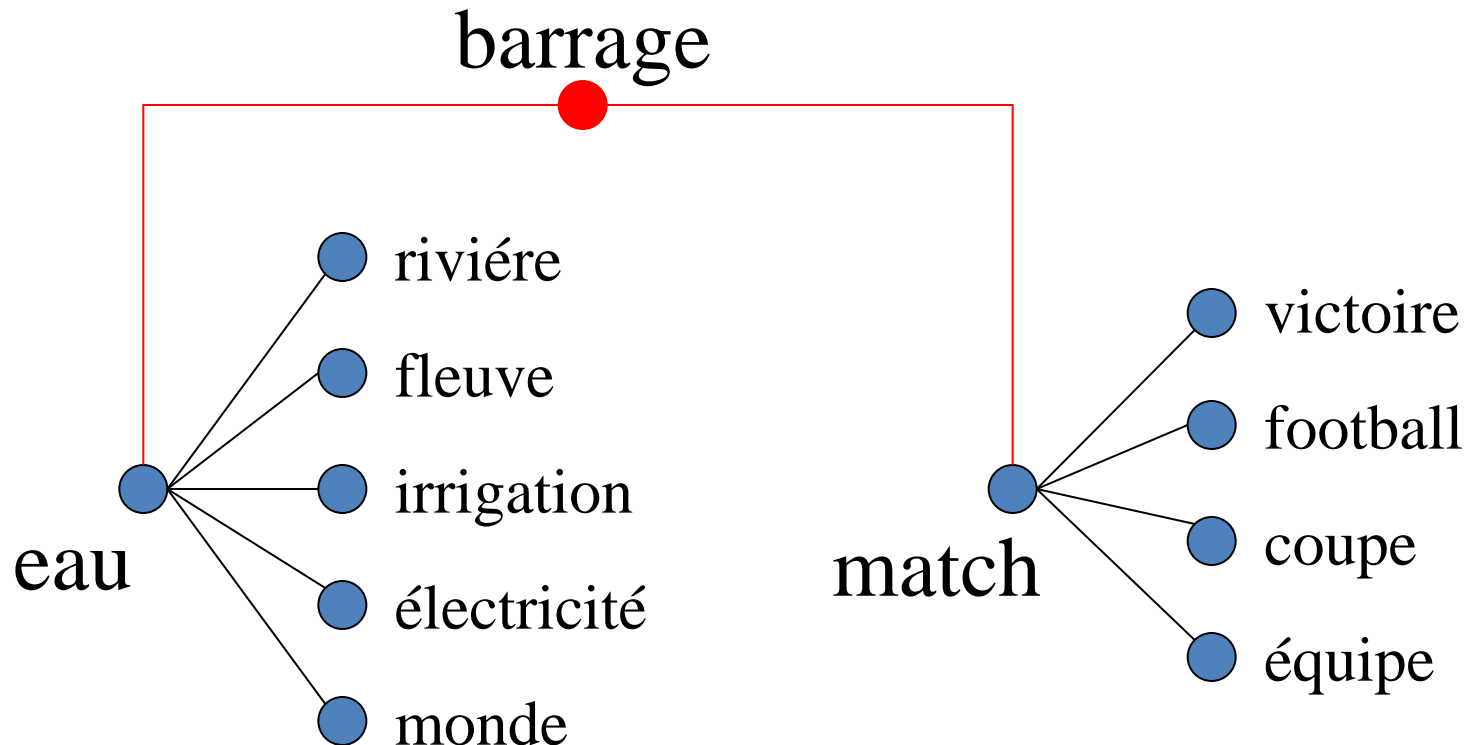 barrage
riviére
fleuve
irrigation
électricité
monde
eau
victoire
football
coupe
équipe
match